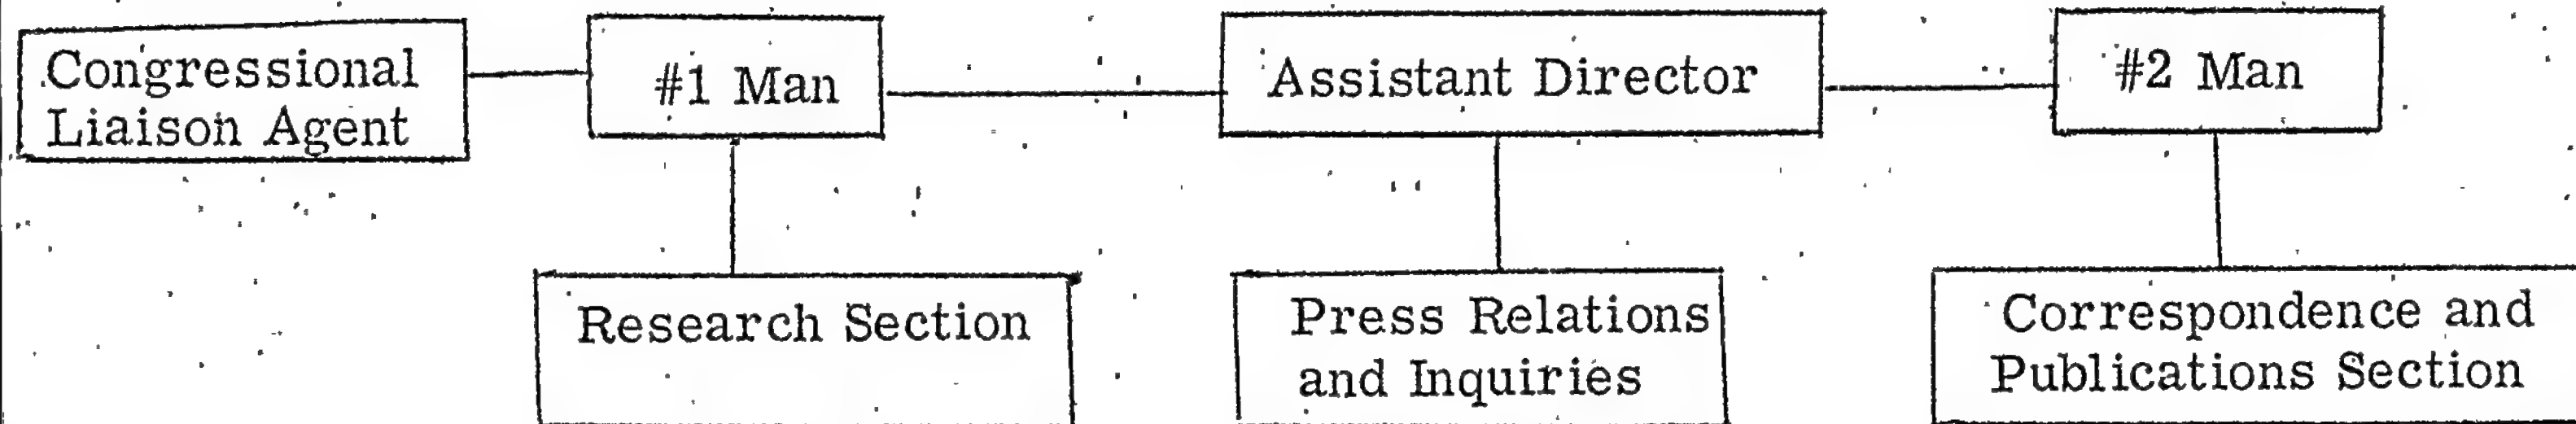 Congressional
Liaison Agent
#1 Man
Assistant Director
#2 Man
Research Section
Press Relations
and Inquiries
Correspondence and
Publications Section